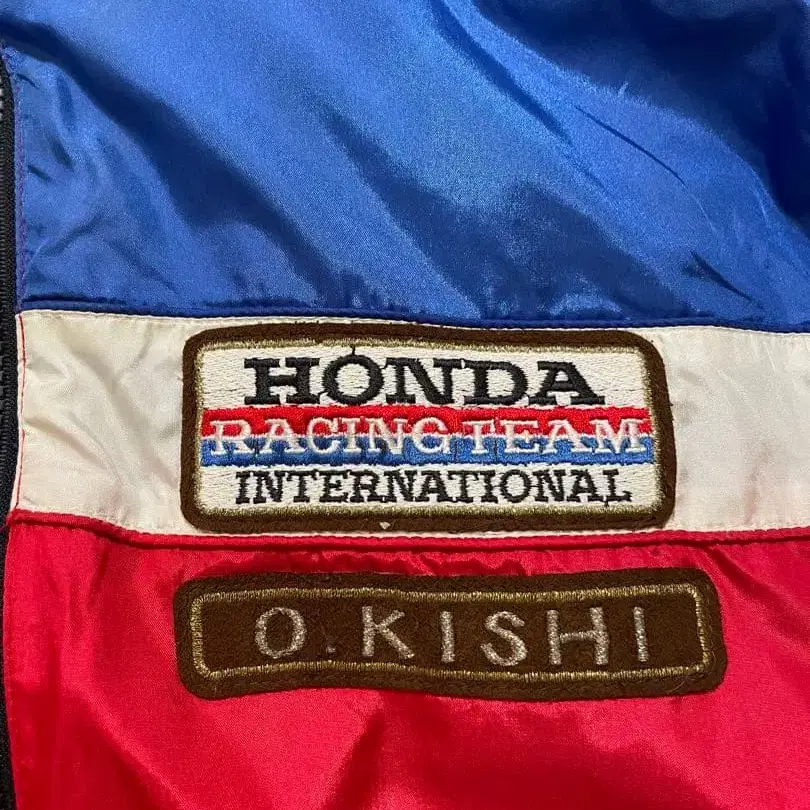 HONDA
RACING TEAM
INTERNATIONAL
O.KISHI